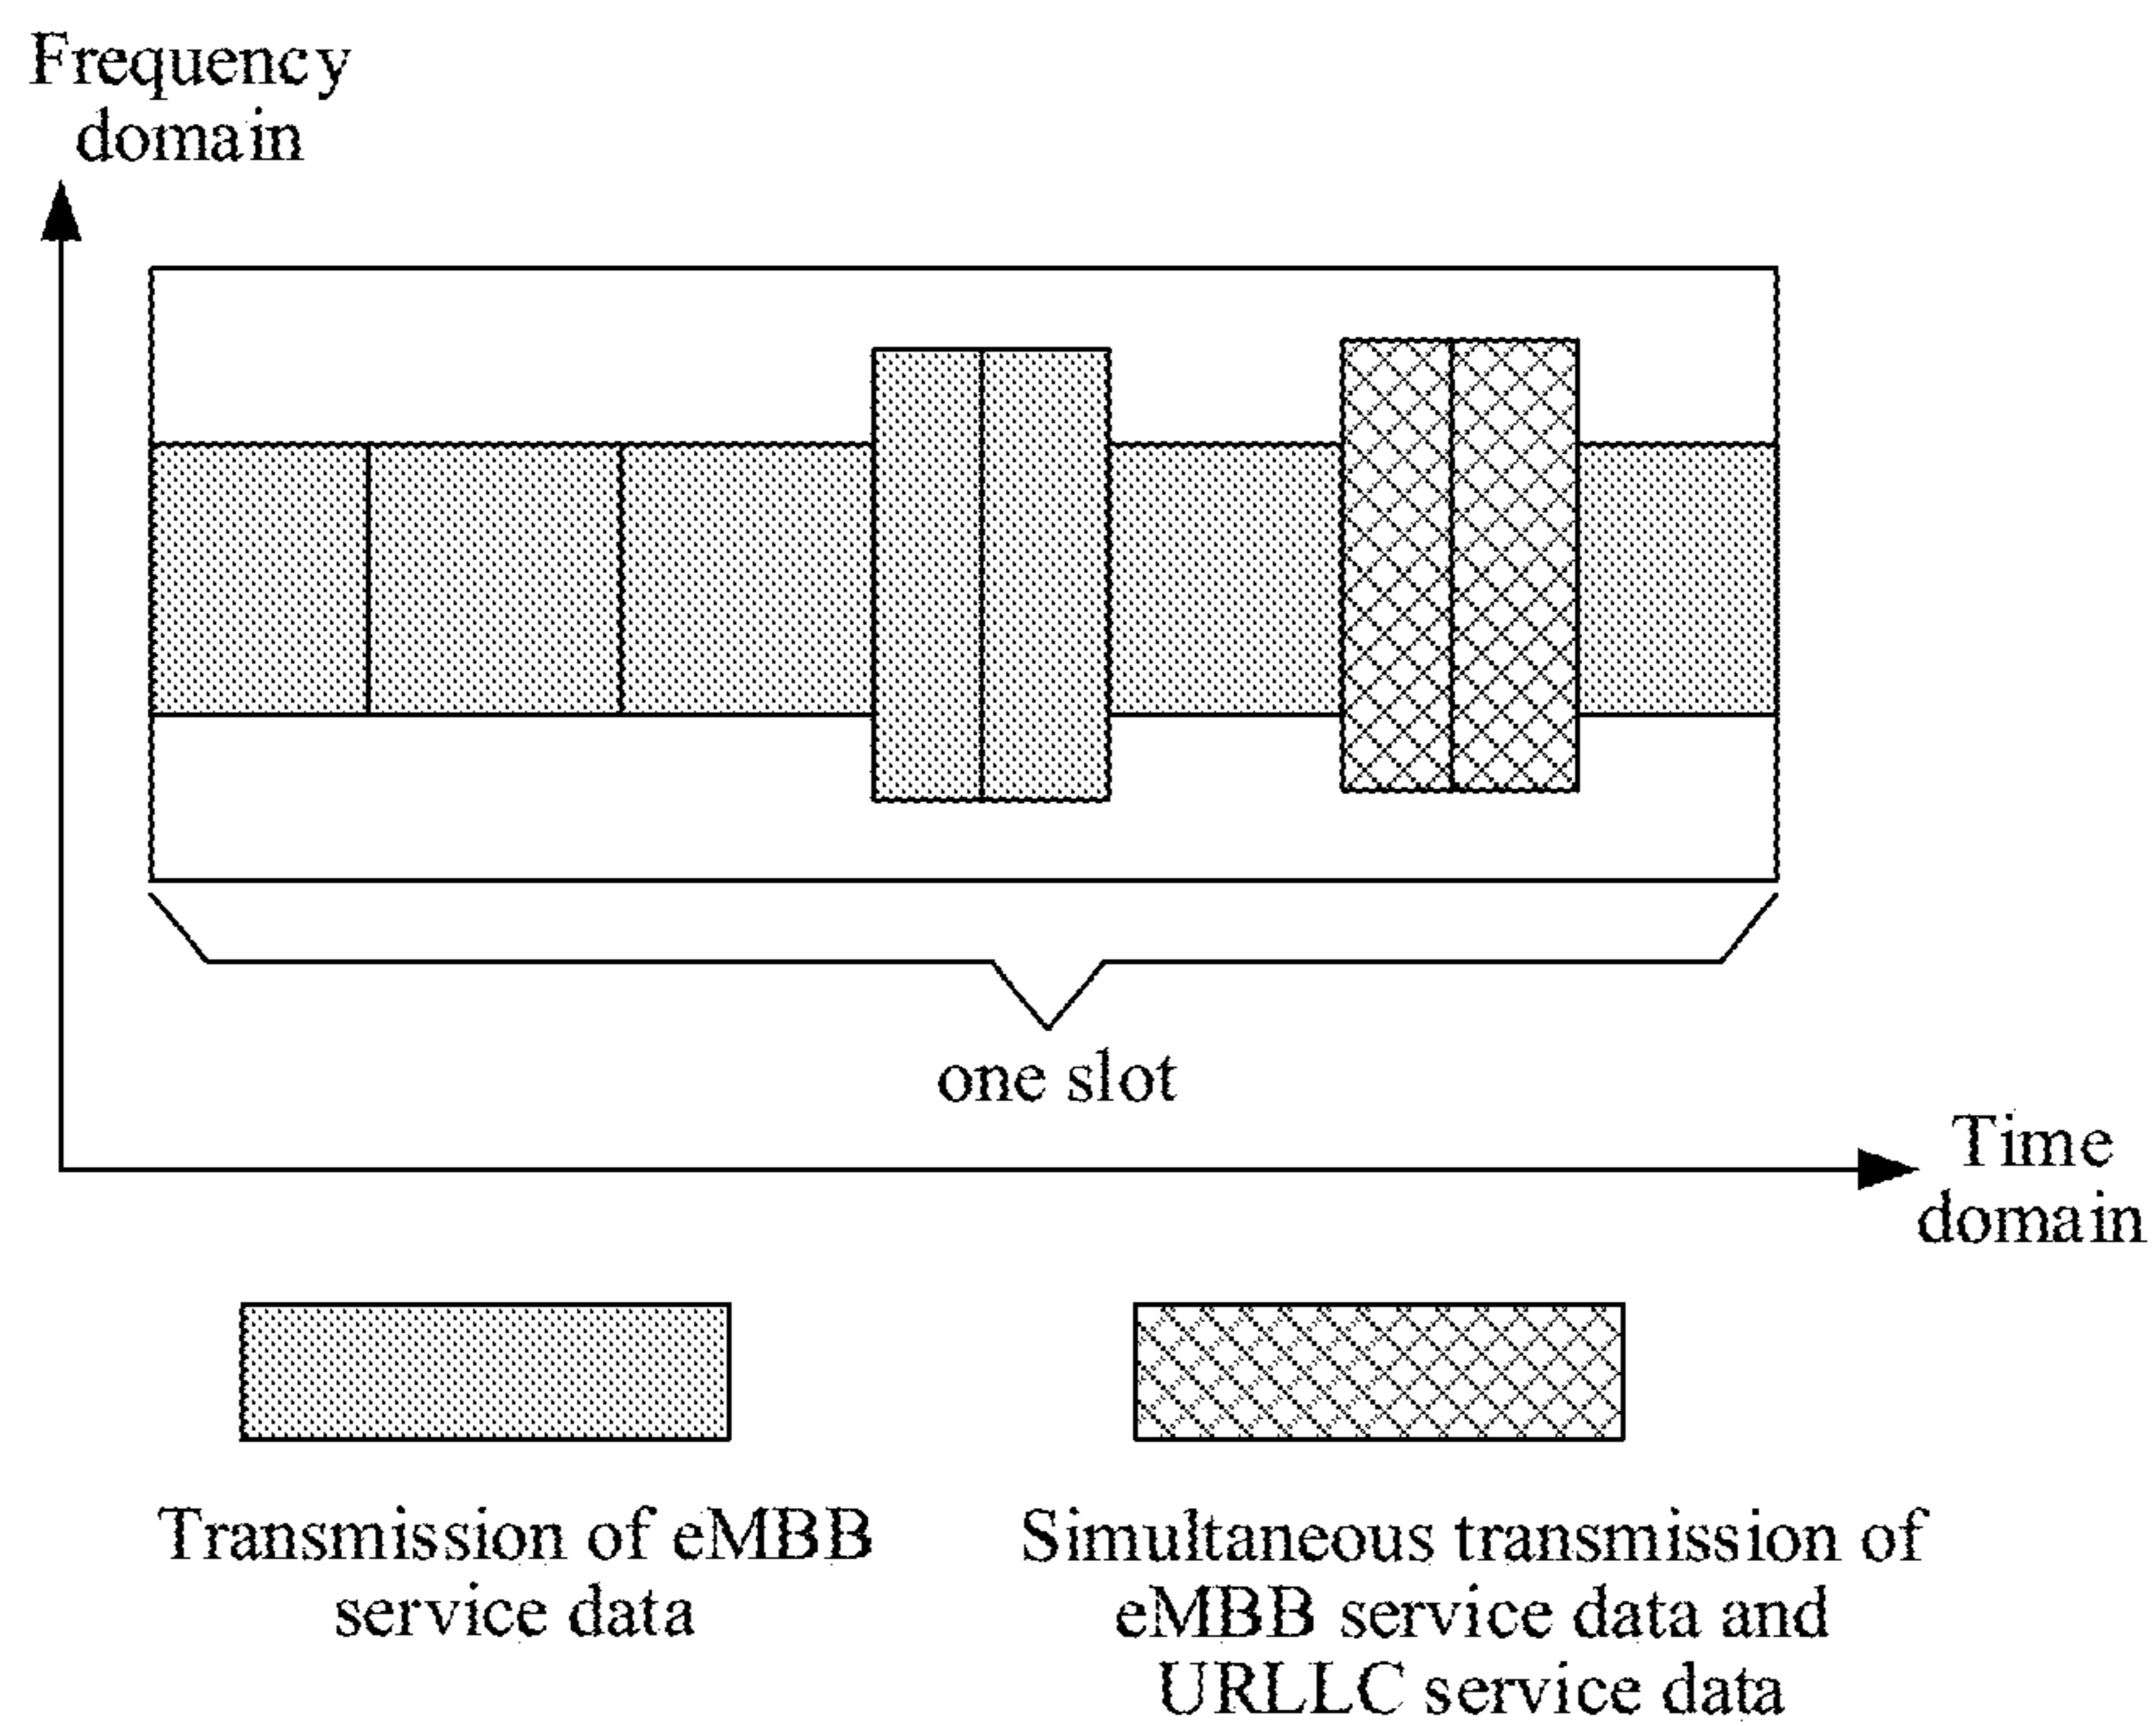 Frequency
domain
one slot
Time
domain
Transmission of eMBB
service data
Simultaneous transmission of
eMBB service data and
URLLC service data